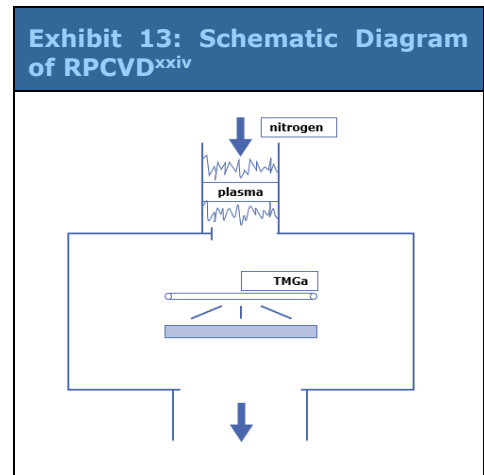 Exhibit 13: Schematic Diagram
of RPCVDxxiv
nitrogen
plasma
TMGa